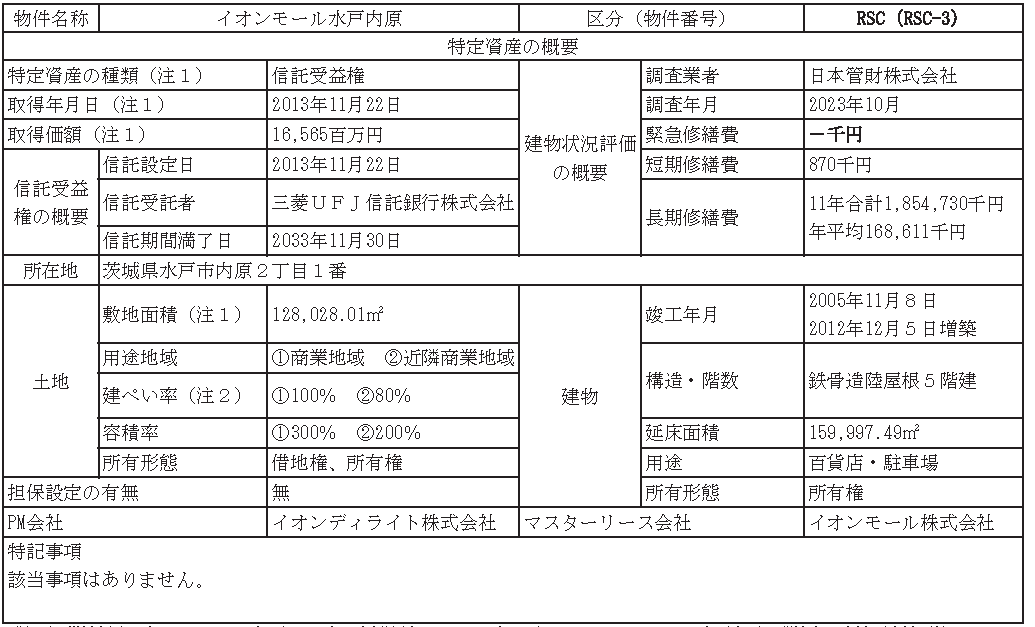 物件名称 イオンモール水戸内原 区分（物件番号） RSC（RSC-3）
特定資産の概要
特定資産の種類（注１） 信託受益権
取得年月日（注１） 2013年11月22日
取得価額（注１） 16,565百万円
信託受益
権の概要
信託設定日 2013年11月22日
信託受託者 三菱ＵＦＪ信託銀行株式会社
信託期間満了日 2033年11月30日
建物状況評価
の概要
調査業者 日本管財株式会社
調査年月 2023年10月
緊急修繕費 －千円
短期修繕費 870千円
長期修繕費 11年合計1,854,730千円
年平均168,611千円
所在地 茨城県水戸市内原２丁目１番
土地
敷地面積（注１） 128,028.01㎡
用途地域 ①商業地域　②近隣商業地域
建ぺい率（注２） ①100%　②80%
容積率 ①300%　②200%
所有形態 借地権、所有権
建物
竣工年月 2005年11月８日
2012年12月５日増築
構造・階数 鉄骨造陸屋根５階建
延床面積 159,997.49㎡
用途 百貨店・駐車場
所有形態 所有権
担保設定の有無 無
PM会社 イオンディライト株式会社 マスターリース会社 イオンモール株式会社
特記事項
該当事項はありません。